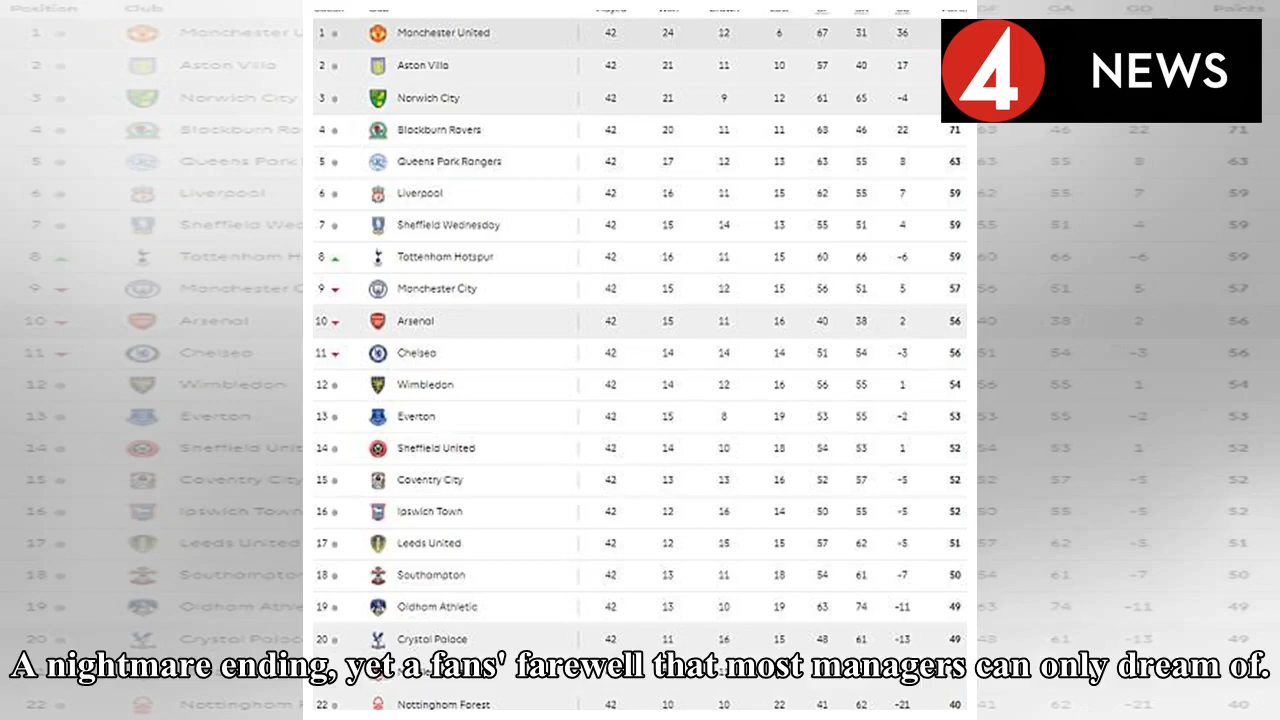 1 Manchester United 42 24 12 6 67 31 36
2 Aston Villa 42 21 11 10 57 40 17
3 Norwich City 42 21 9 12 61 65 -4
4 Blackburn Rovers 42 20 11 11 68 46 22 71
5 Queens Park Rangers 42 17 12 13 63 55 8 63
6 Liverpool 42 16 11 15 62 55 7 59
7 Sheffield Wednesday 42 15 14 13 55 51 4 59
8 Tottenham Hotspur 42 16 11 15 60 66 -6 59
9 Manchester City 42 15 12 15 56 51 5 57
10 Arsenal 42 15 11 16 40 38 2 56
11 Chelsea 42 14 14 14 51 54 -3 56
12 Wimbledon 42 14 12 16 56 55 1 54
13 Everton 42 15 8 19 53 55 -2 53
14 Sheffield United 42 14 10 18 54 53 1 52
15 Coventry City 42 13 13 16 52 57 -5 52
16 Ipswich Town 42 12 16 14 50 55 -5 52
17 Leeds United 42 12 15 15 57 62 -5 51
18 Southampton 42 13 11 18 54 61 -7 50
19 Oldham Athletic 42 13 10 19 63 74 -11 49
20 Crystal Palace 42 11 16 15 48 61 -13 49
22 Nottingham Forest 42 10 10 22 41 62 -21 40
4 NEWS
A nightmare ending, yet a fans' farewell that most managers can only dream of.